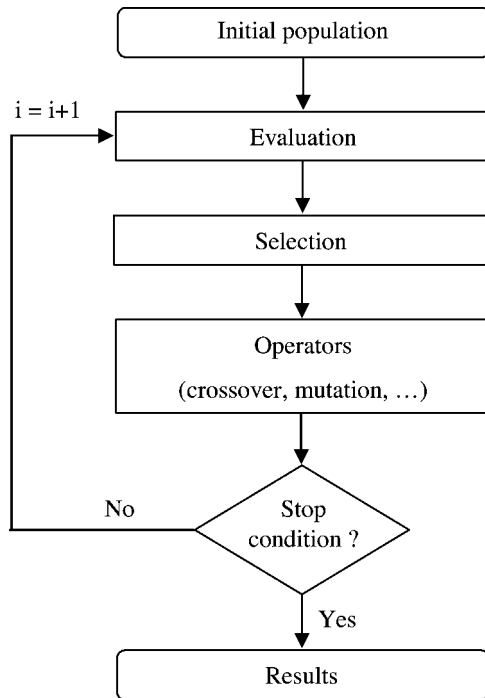 Initial population
i = i+1
Evaluation
Selection
Operators
(crossover, mutation, …)
Stop
condition ?
No
Yes
Results